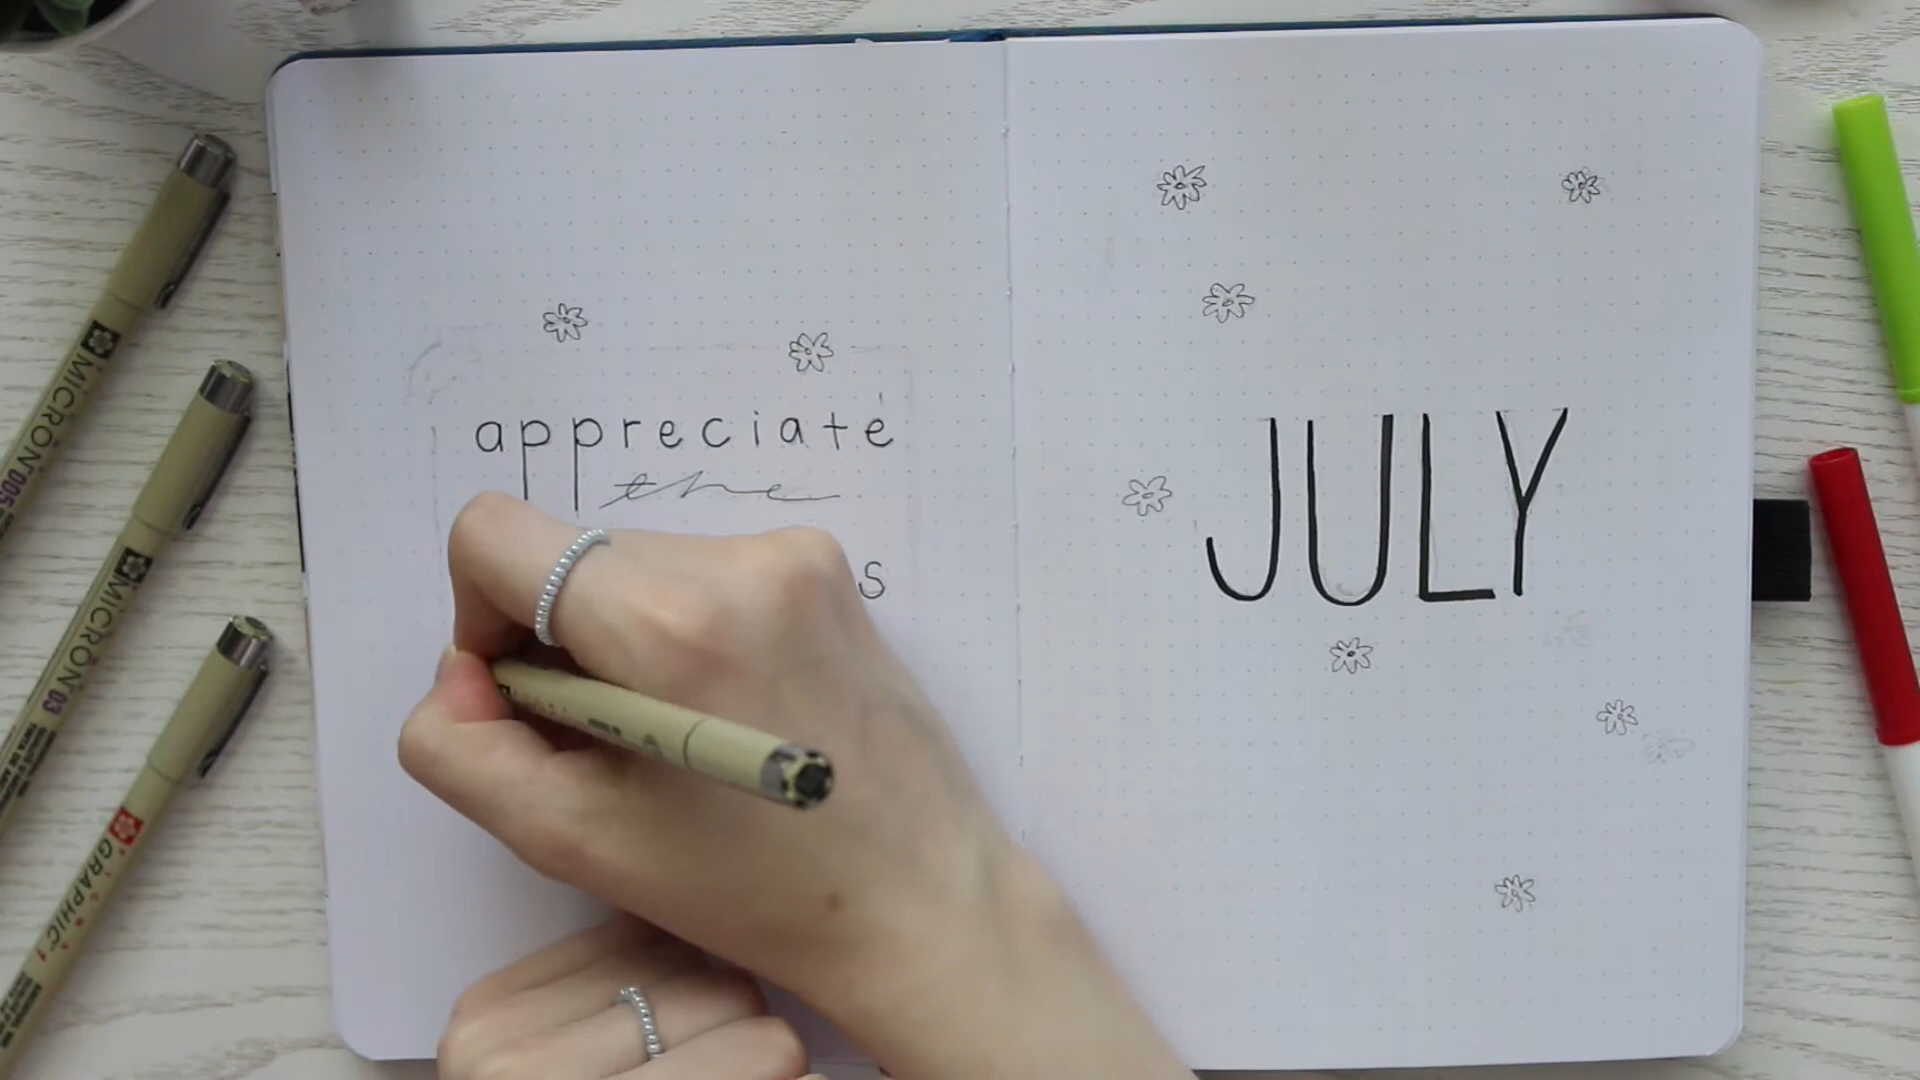 appreciate
the
s
JULY
MICRON 005
MICRON 03
GRAPHIC 1